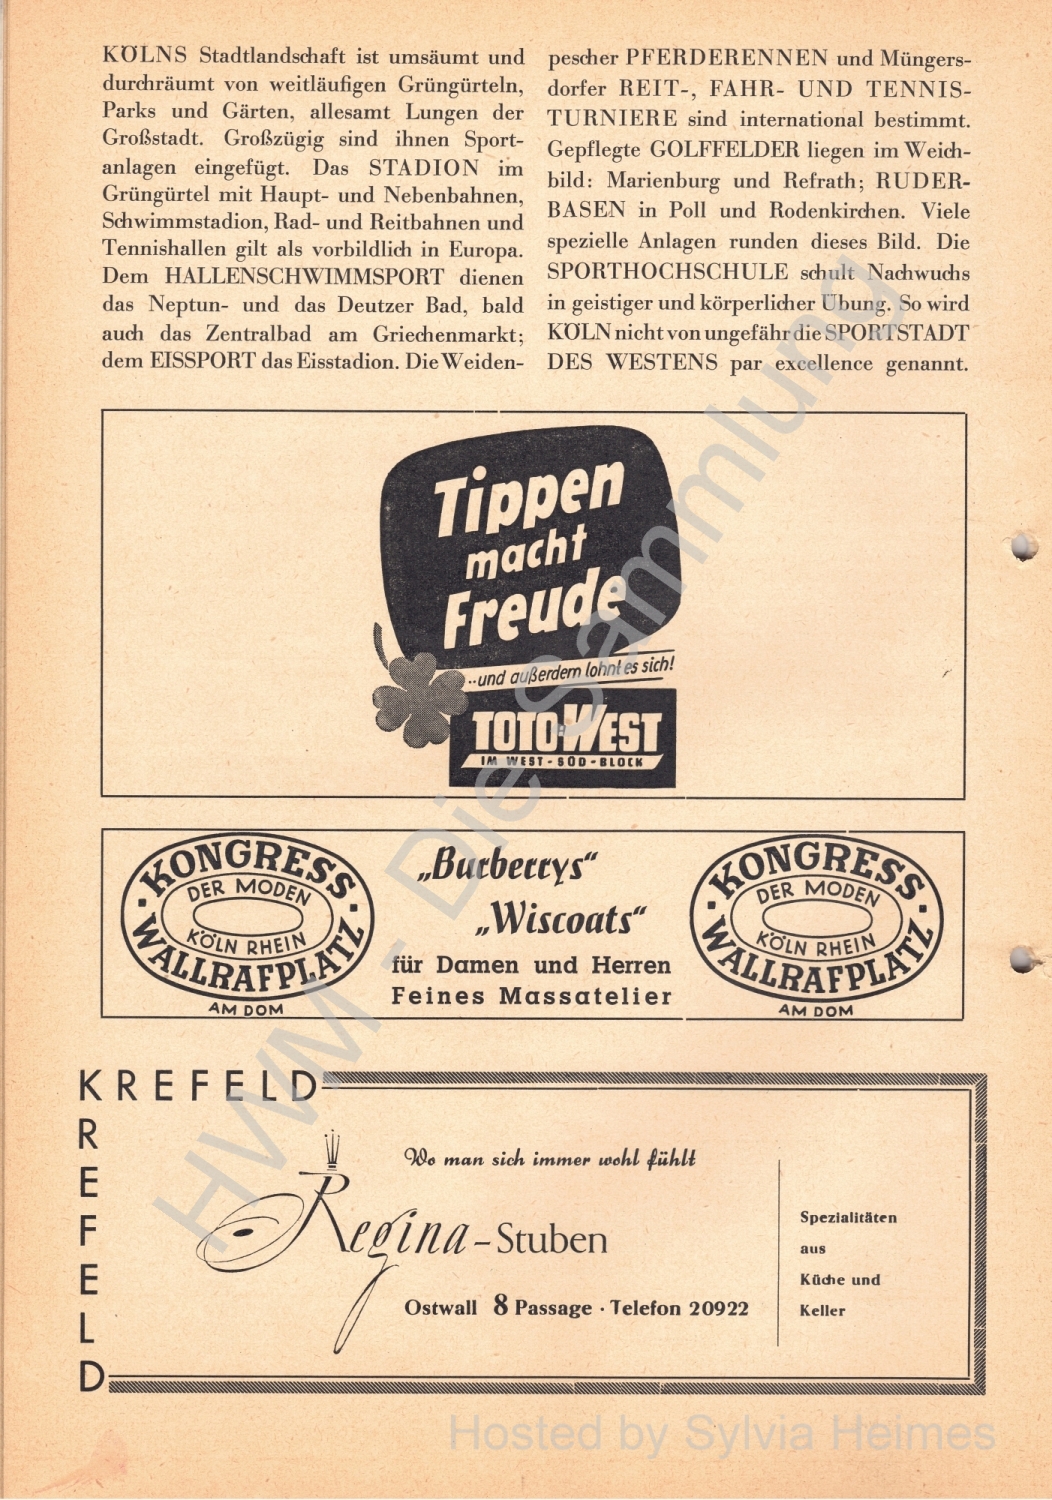 KÖLNS Stadtlandschaft ist umsäumt und
durchräumt von weitläufigen Grüngürteln,
Parks und Gärten, allesamt Lungen der
Großstadt. Großzügig sind ihnen Sport-
anlagen eingefügt. Das STADION im
Grüngürtel mit Haupt- und Nebenbahnen,
Schwimmstadion, Rad- und Reitbahnen und
Tennishallen gilt als vorbildlich in Europa.
Dem HALLENSCHWIMMSPORT dienen
das Neptun- und das Deutzer Bad, bald
auch das Zentralbad am Griechenmarkt;
dem EISSPORT das Eisstadion. Die Weiden-
pescher PFERDERENNEN und Müngers-
dorfer REIT-, FAHR- UND TENNIS-
TURNIERE sind international bestimmt.
Gepflegte GOLFFELDER liegen im Weich-
bild: Marienburg und Refrath; RUDER-
BASEN in Poll und Rodenkirchen. Viele
spezielle Anlagen runden dieses Bild. Die
SPORTHOCHSCHULE schult Nachwuchs
in geistiger und körperlicher Übung. So wird
KÖLN nicht von ungefähr die SPORTSTADT
DES WESTENS par excellence genannt.
Tippen
macht
Freude
..und außerdem lohnt es sich!
TOTO-WEST
IM WEST-SÜD-BLOCK
KONGRESS
DER MODEN
KÖLN RHEIN
WALLRAFPLATZ
AM DOM
„Burberrys“
„Wiscoats“
für Damen und Herren
Feines Massatelier
KONGRESS
DER MODEN
KÖLN RHEIN
WALLRAFPLATZ
AM DOM
KREFELD
KREFELD
Wo man sich immer wohl fühlt
Regina-Stuben
Ostwall 8 Passage · Telefon 20922
Spezialitäten
aus
Küche und
Keller
HWM - Die Sammlung
Hosted by Sylvia Heimes